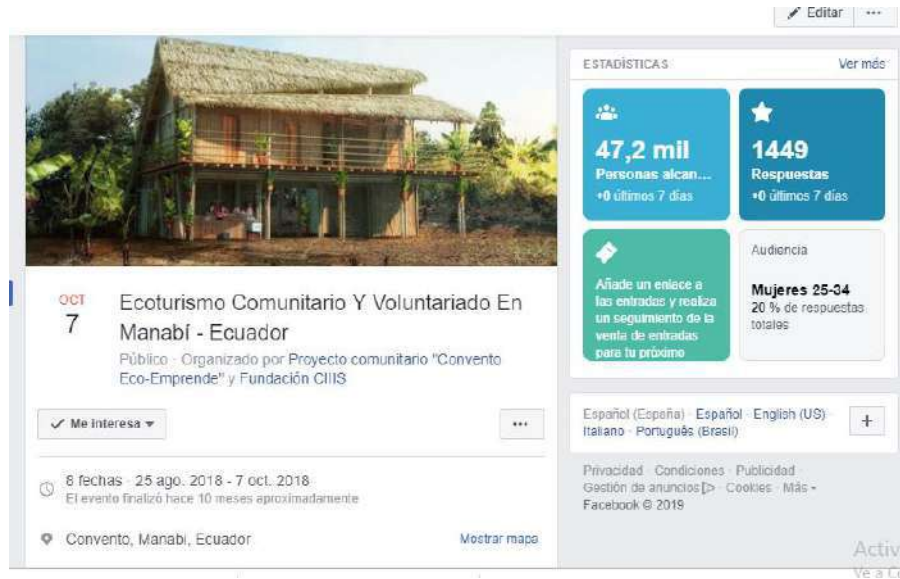 Editar
OCT
7
Ecoturismo Comunitario Y Voluntariado En
Manabí - Ecuador
Público · Organizado por Proyecto comunitario "Convento
Eco-Emprende" y Fundación CIIIS
Me interesa
8 fechas · 25 ago. 2018 - 7 oct. 2018
El evento finalizó hace 10 meses aproximadamente
Convento, Manabi, Ecuador
Mostrar mapa
ESTADÍSTICAS
Ver más
47,2 mil
Personas alcan...
+0 últimos 7 días
1449
Respuestas
+0 últimos 7 días
Añade un enlace a
las entradas y realiza
un seguimiento de la
venta de entradas
para tu próximo
Audiencia
Mujeres 25-34
20 % de respuestas
totales
Español (España) · Español · English (US) ·
Italiano · Português (Brasil)
Privacidad · Condiciones · Publicidad ·
Gestión de anuncios · Cookies · Más
Facebook © 2019
Activ
Ve a Co